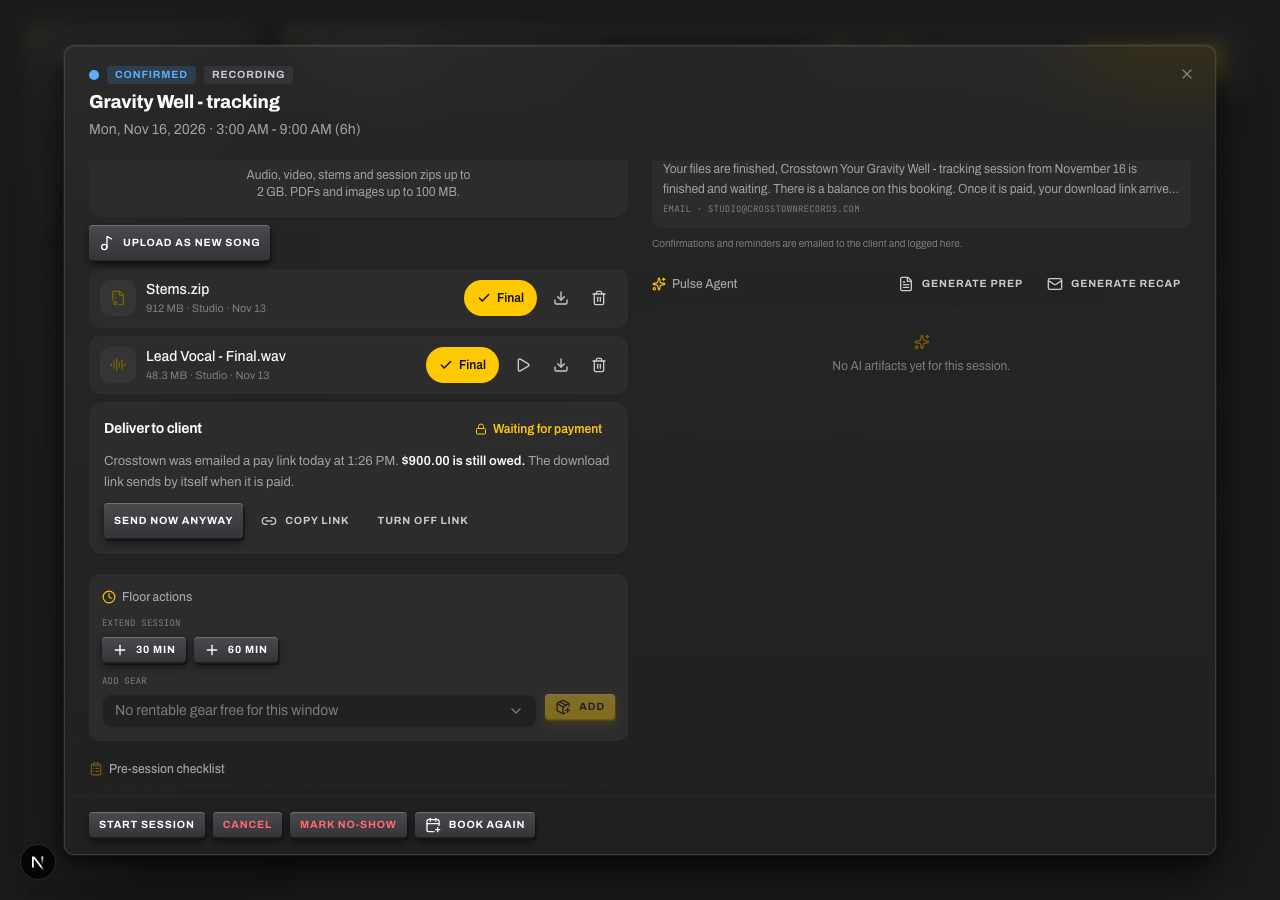 CONFIRMED
RECORDING
Gravity Well - tracking
Mon, Nov 16, 2026 · 3:00 AM - 9:00 AM (6h)
Audio, video, stems and session zips up to
2 GB. PDFs and images up to 100 MB.
UPLOAD AS NEW SONG
Stems.zip
912 MB · Studio · Nov 13
Final
Lead Vocal - Final.wav
48.3 MB · Studio · Nov 13
Final
Deliver to client
Waiting for payment
Crosstown was emailed a pay link today at 1:26 PM. $900.00 is still owed. The download
link sends by itself when it is paid.
SEND NOW ANYWAY
COPY LINK
TURN OFF LINK
Floor actions
EXTEND SESSION
30 MIN
60 MIN
ADD GEAR
No rentable gear free for this window
ADD
Pre-session checklist
Your files are finished, Crosstown Your Gravity Well - tracking session from November 16 is
finished and waiting. There is a balance on this booking. Once it is paid, your download link arrive...
EMAIL · STUDIO@CROSSTOWNRECORDS.COM
Confirmations and reminders are emailed to the client and logged here.
Pulse Agent
GENERATE PREP
GENERATE RECAP
No AI artifacts yet for this session.
START SESSION
CANCEL
MARK NO-SHOW
BOOK AGAIN
N